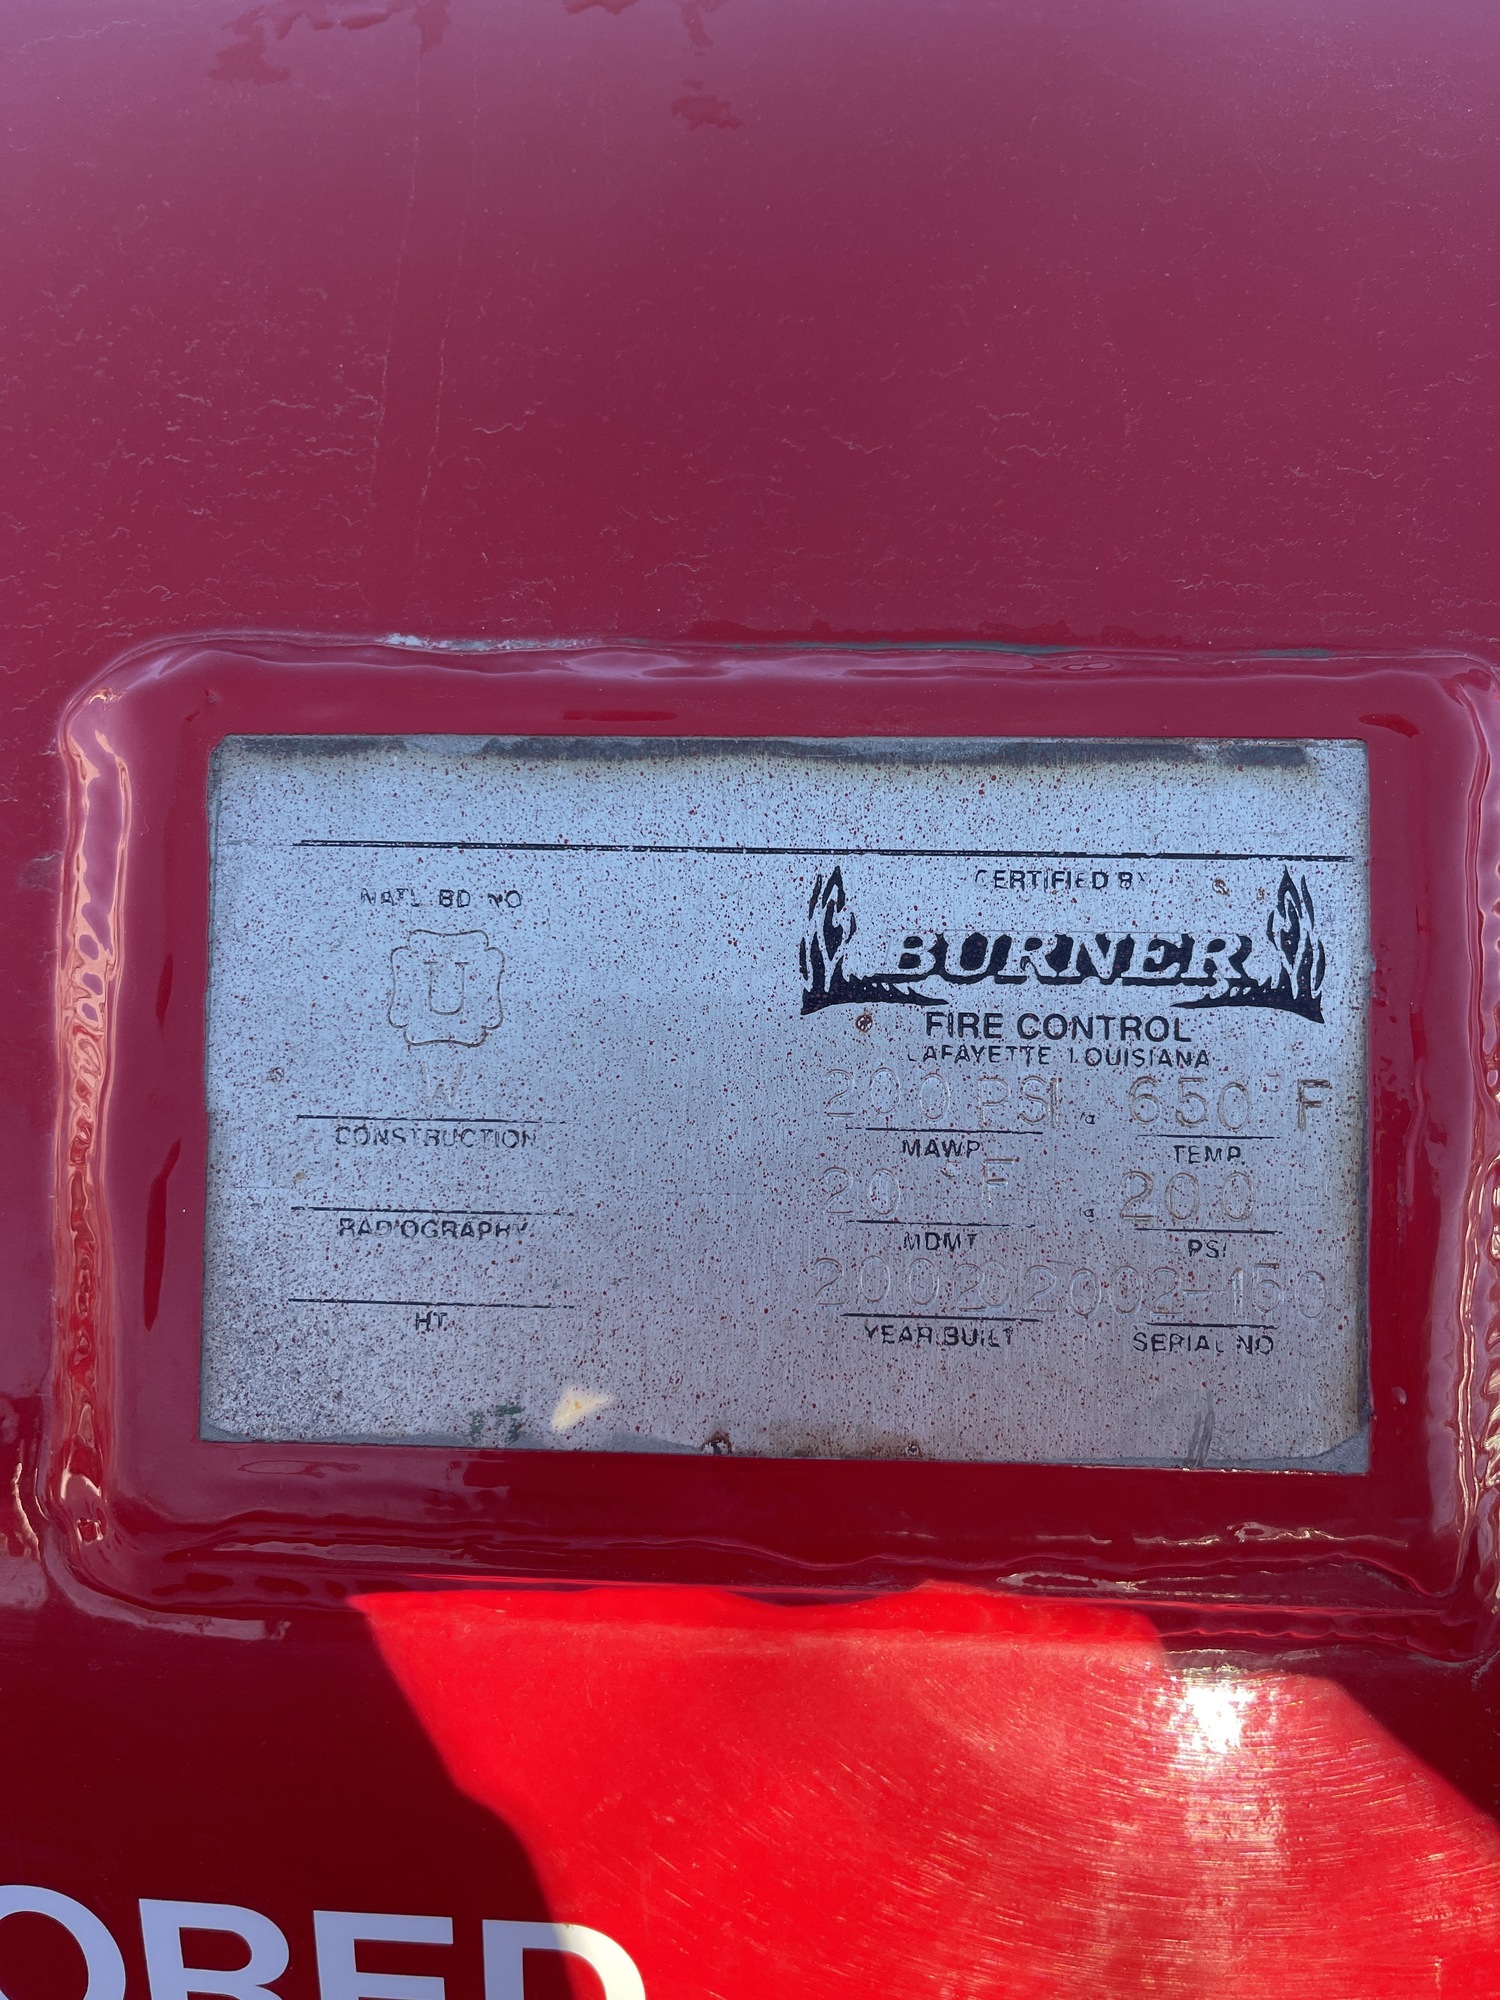 NAT'L BD NO
U
W
CONSTRUCTION
RADIOGRAPHY
HT
CERTIFIED BY
BURNER
FIRE CONTROL
LAFAYETTE LOUISIANA
200 PSI 650°F
MAWP TEMP
20 °F 200
MDMT PSI
2002 2002-150
YEAR BUILT SERIAL NO